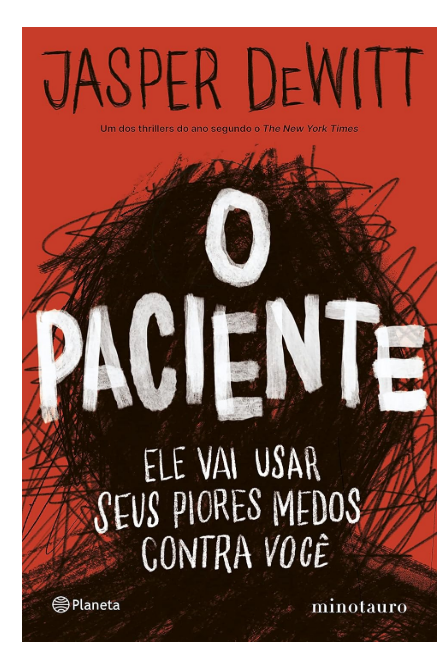 JASPER DEWITT
Um dos thrillers do ano segundo o The New York Times
O
PACIENTE
ELE VAI USAR
SEUS PIORES MEDOS
CONTRA VOCÊ
Planeta
minotauro